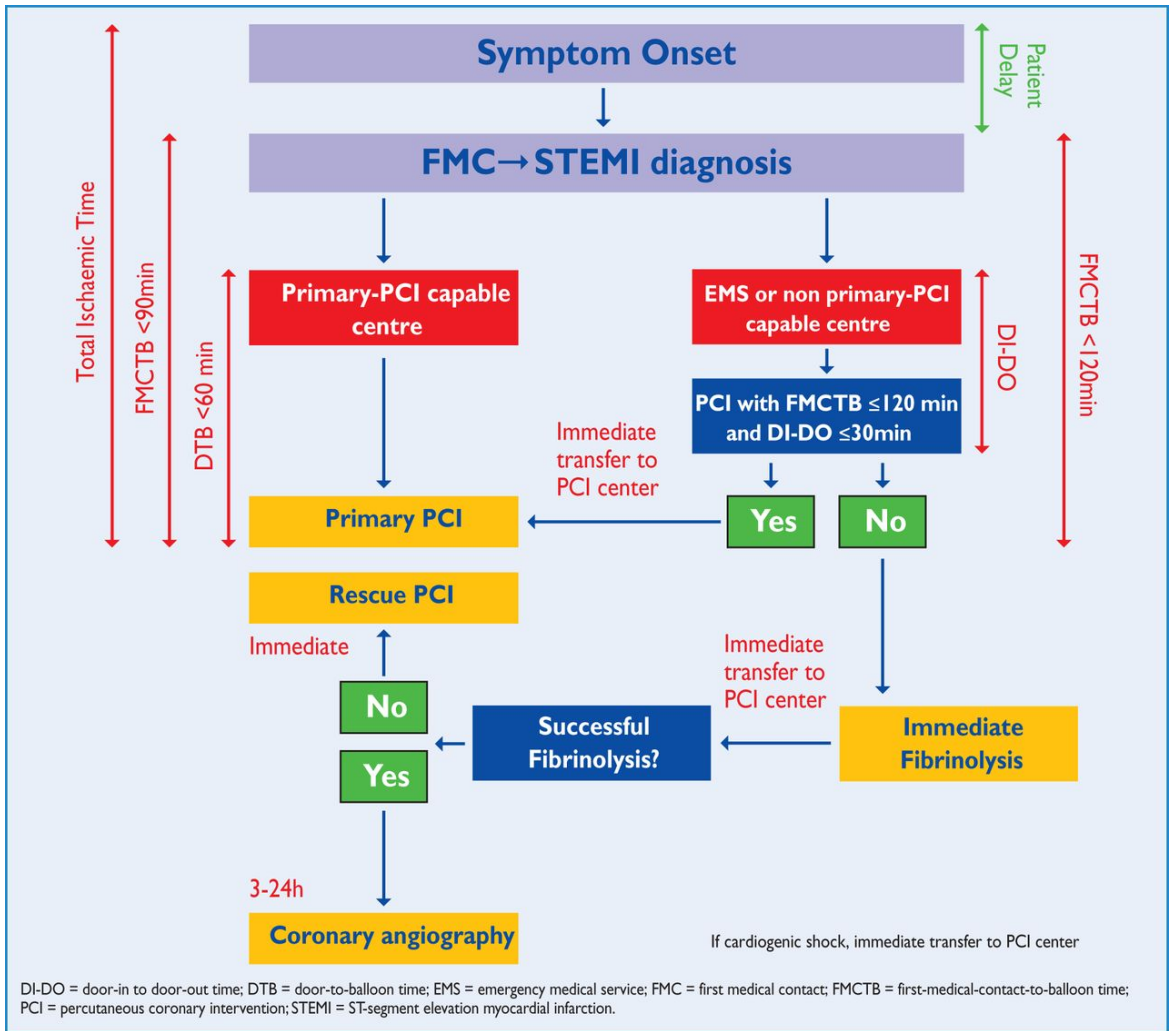 Symptom Onset
Patient
Delay
FMC→STEMI diagnosis
Total Ischaemic Time
FMCTB <90min
DTB <60 min
Primary-PCI capable
centre
EMS or non primary-PCI
capable centre
DI-DO
FMCTB <120min
PCI with FMCTB ≤120 min
and DI-DO ≤30min
Immediate
transfer to
PCI center
Yes
No
Primary PCI
Rescue PCI
Immediate
No
Yes
Successful
Fibrinolysis?
Immediate
transfer to
PCI center
Immediate
Fibrinolysis
3-24h
Coronary angiography
If cardiogenic shock, immediate transfer to PCI center
DI-DO = door-in to door-out time; DTB = door-to-balloon time; EMS = emergency medical service; FMC = first medical contact; FMCTB = first-medical-contact-to-balloon time;
PCI = percutaneous coronary intervention; STEMI = ST-segment elevation myocardial infarction.